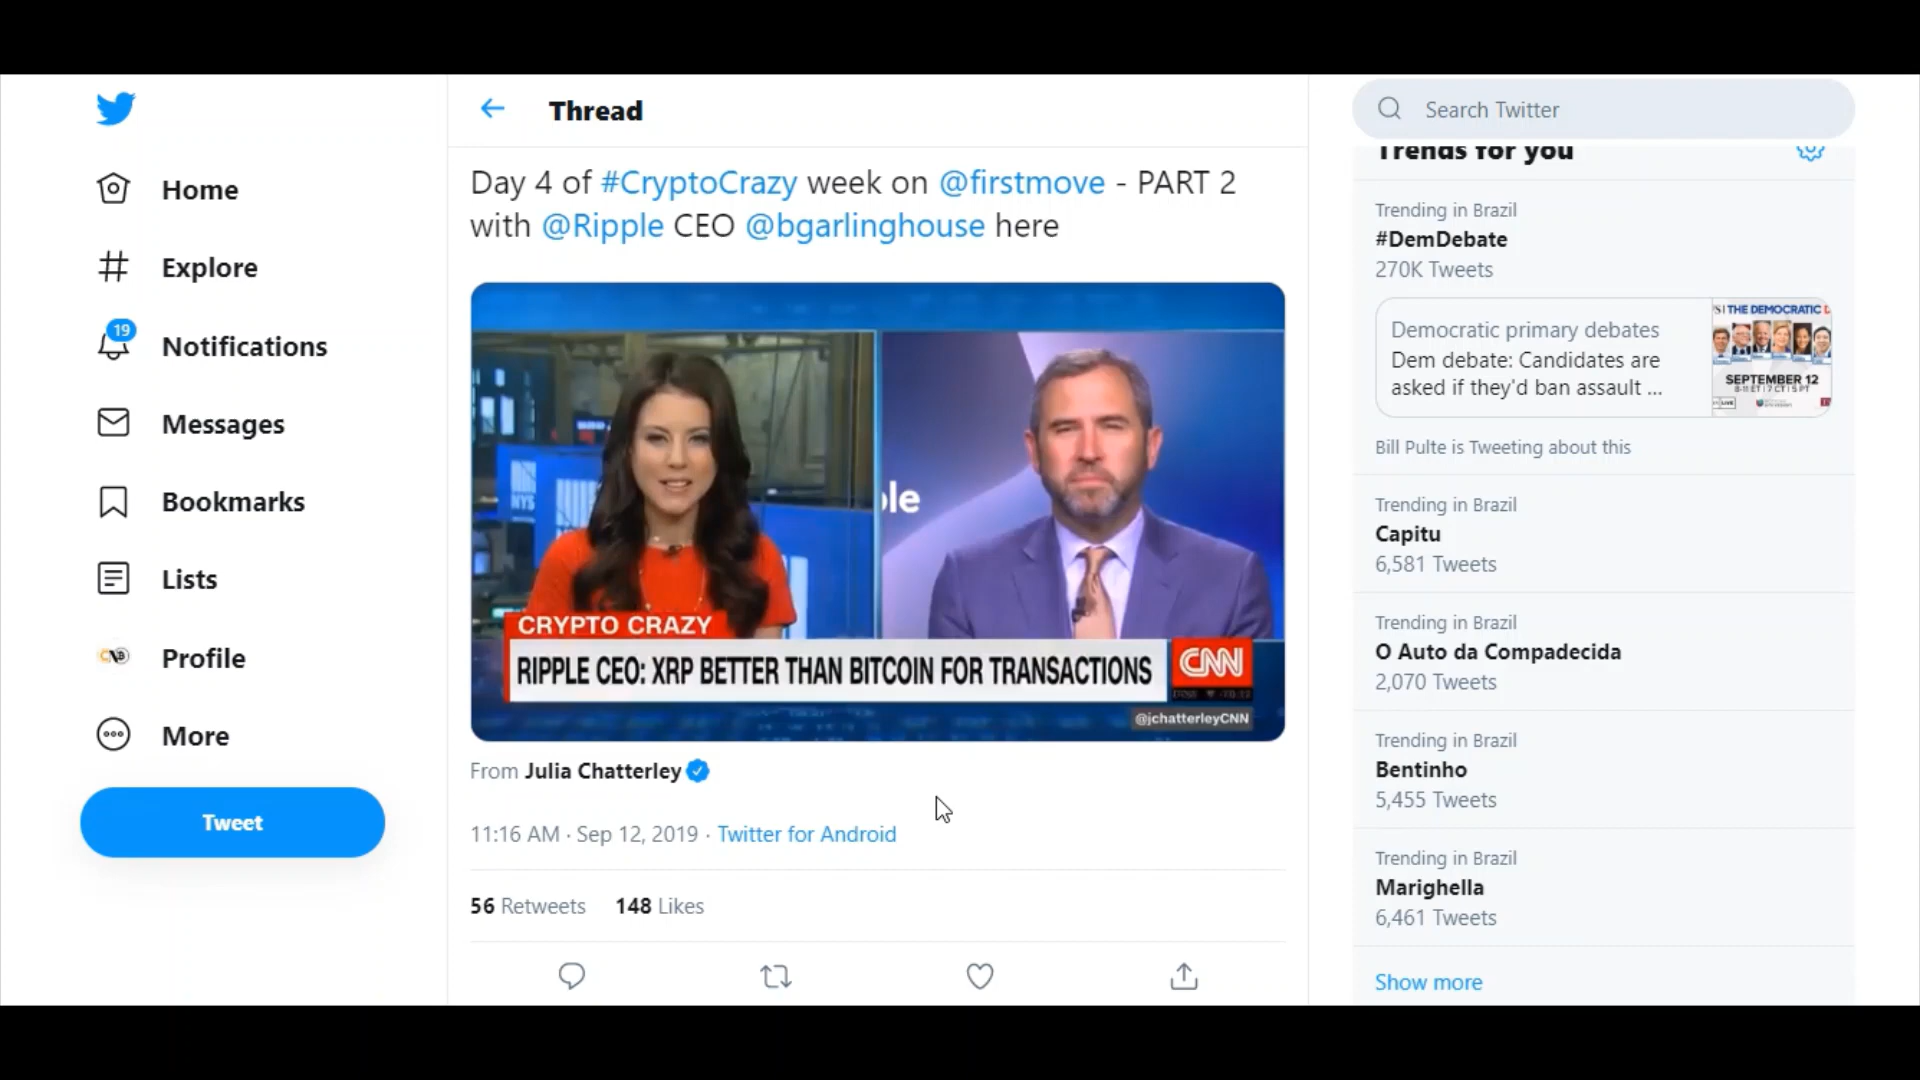 Home
Explore
19
Notifications
Messages
Bookmarks
Lists
Profile
More
Tweet
Thread
Day 4 of #CryptoCrazy week on @firstmove - PART 2
with @Ripple CEO @bgarlinghouse here
NYS
ple
CRYPTO CRAZY
RIPPLE CEO: XRP BETTER THAN BITCOIN FOR TRANSACTIONS
CNN
@jchatterleyCNN
From Julia Chatterley
11:16 AM · Sep 12, 2019 · Twitter for Android
56 Retweets 148 Likes
Search Twitter
Trends for you
Trending in Brazil
#DemDebate
270K Tweets
Democratic primary debates
Dem debate: Candidates are
asked if they'd ban assault ...
THE DEMOCRATIC
SEPTEMBER 12
Bill Pulte is Tweeting about this
Trending in Brazil
Capitu
6,581 Tweets
Trending in Brazil
O Auto da Compadecida
2,070 Tweets
Trending in Brazil
Bentinho
5,455 Tweets
Trending in Brazil
Marighella
6,461 Tweets
Show more